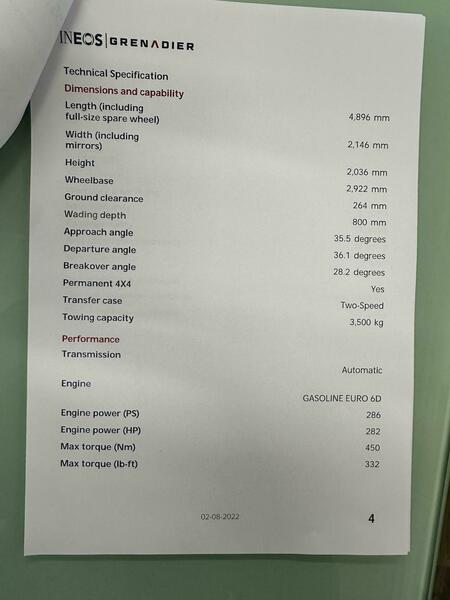 INEOS | GRENADIER
Technical Specification
Dimensions and capability
Length (including
full-size spare wheel) 4,896 mm
Width (including
mirrors) 2,146 mm
Height 2,036 mm
Wheelbase 2,922 mm
Ground clearance 264 mm
Wading depth 800 mm
Approach angle 35.5 degrees
Departure angle 36.1 degrees
Breakover angle 28.2 degrees
Permanent 4X4 Yes
Transfer case Two-Speed
Towing capacity 3,500 kg
Performance
Transmission Automatic
Engine GASOLINE EURO 6D
Engine power (PS) 286
Engine power (HP) 282
Max torque (Nm) 450
Max torque (lb-ft) 332
02-08-2022 4